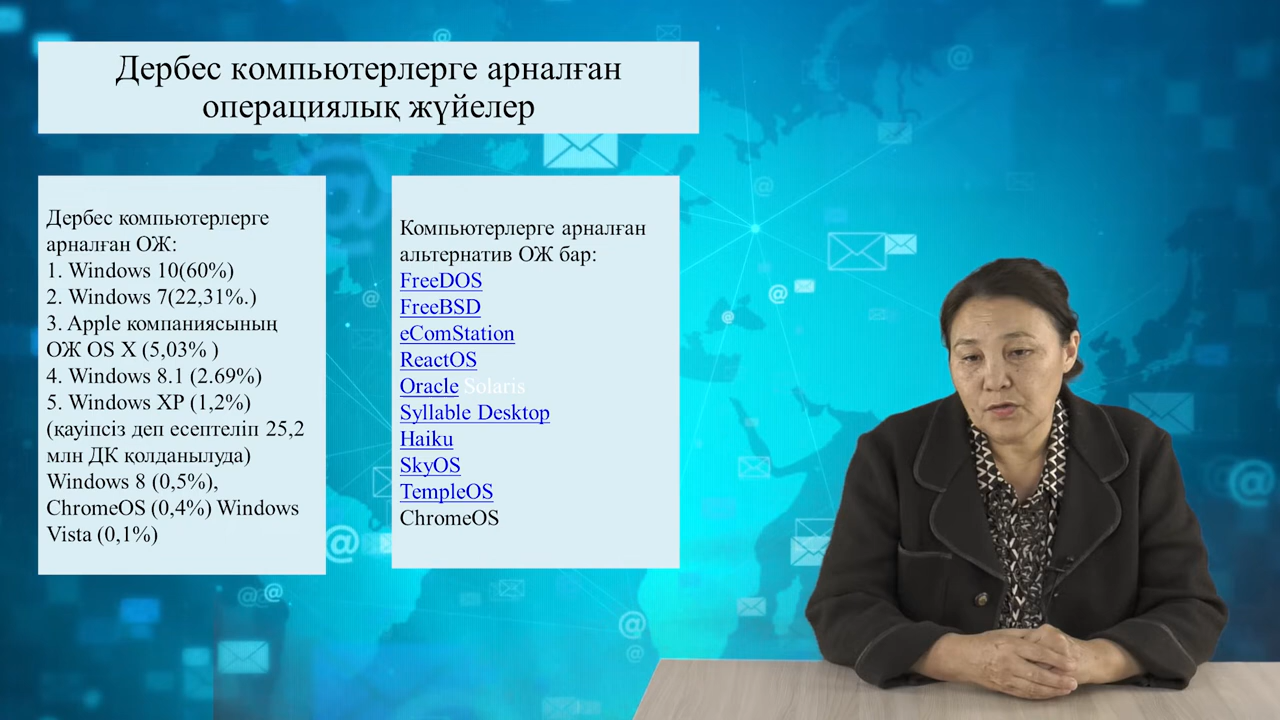 Дербес компьютерлерге арналған
операциялық жүйелер
Дербес компьютерлерге
арналған ОЖ:
1. Windows 10(60%)
2. Windows 7(22,31%.)
3. Apple компаниясының
ОЖ OS X (5,03% )
4. Windows 8.1 (2.69%)
5. Windows XP (1,2%)
(қауіпсіз деп есептеліп 25,2
млн ДК қолданылуда)
Windows 8 (0,5%),
ChromeOS (0,4%) Windows
Vista (0,1%)
Компьютерлерге арналған
альтернатив ОЖ бар:
FreeDOS
FreeBSD
eComStation
ReactOS
Oracle Solaris
Syllable Desktop
Haiku
SkyOS
TempleOS
ChromeOS